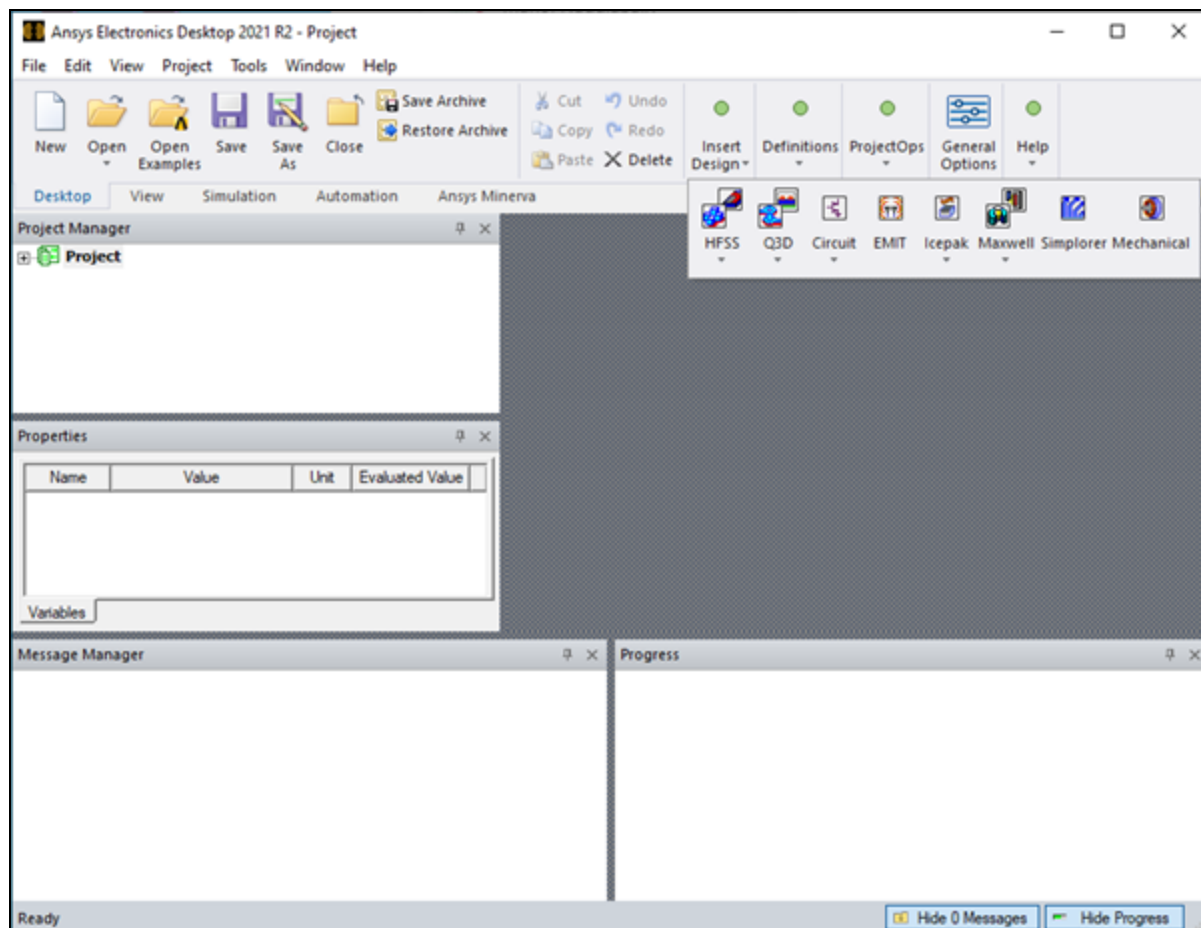 Ansys Electronics Desktop 2021 R2 - Project
File Edit View Project Tools Window Help
New
Open
Open Examples
Save
Save As
Close
Save Archive
Restore Archive
Cut
Copy
Paste
Undo
Redo
Delete
Insert Design
Definitions
ProjectOps
General Options
Help
Desktop View Simulation Automation Ansys Minerva
HFSS Q3D Circuit EMIT Icepak Maxwell Simplorer Mechanical
Project Manager
Project
Properties
Name Value Unit Evaluated Value
Variables
Message Manager
Progress
Ready
Hide 0 Messages
Hide Progress